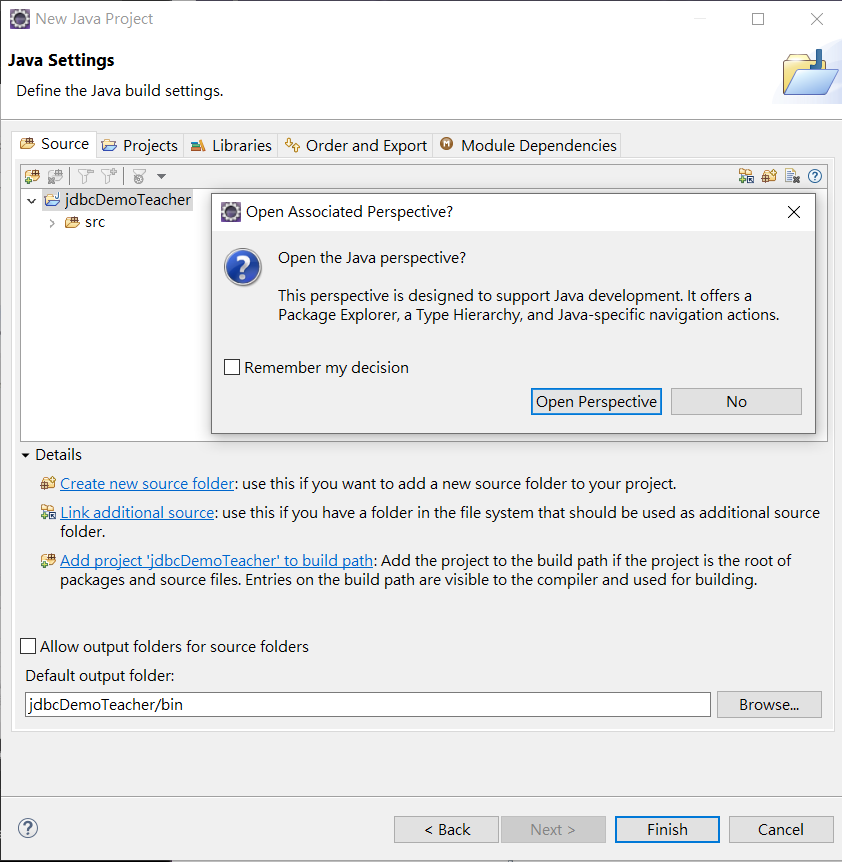 New Java Project
Java Settings
Define the Java build settings.
Source Projects Libraries Order and Export Module Dependencies
jdbcDemoTeacher
src
Open Associated Perspective?
Open the Java perspective?
This perspective is designed to support Java development. It offers a
Package Explorer, a Type Hierarchy, and Java-specific navigation actions.
Remember my decision
Open Perspective No
Details
Create new source folder: use this if you want to add a new source folder to your project.
Link additional source: use this if you have a folder in the file system that should be used as additional source
folder.
Add project 'jdbcDemoTeacher' to build path: Add the project to the build path if the project is the root of
packages and source files. Entries on the build path are visible to the compiler and used for building.
Allow output folders for source folders
Default output folder:
jdbcDemoTeacher/bin Browse...
< Back Next > Finish Cancel